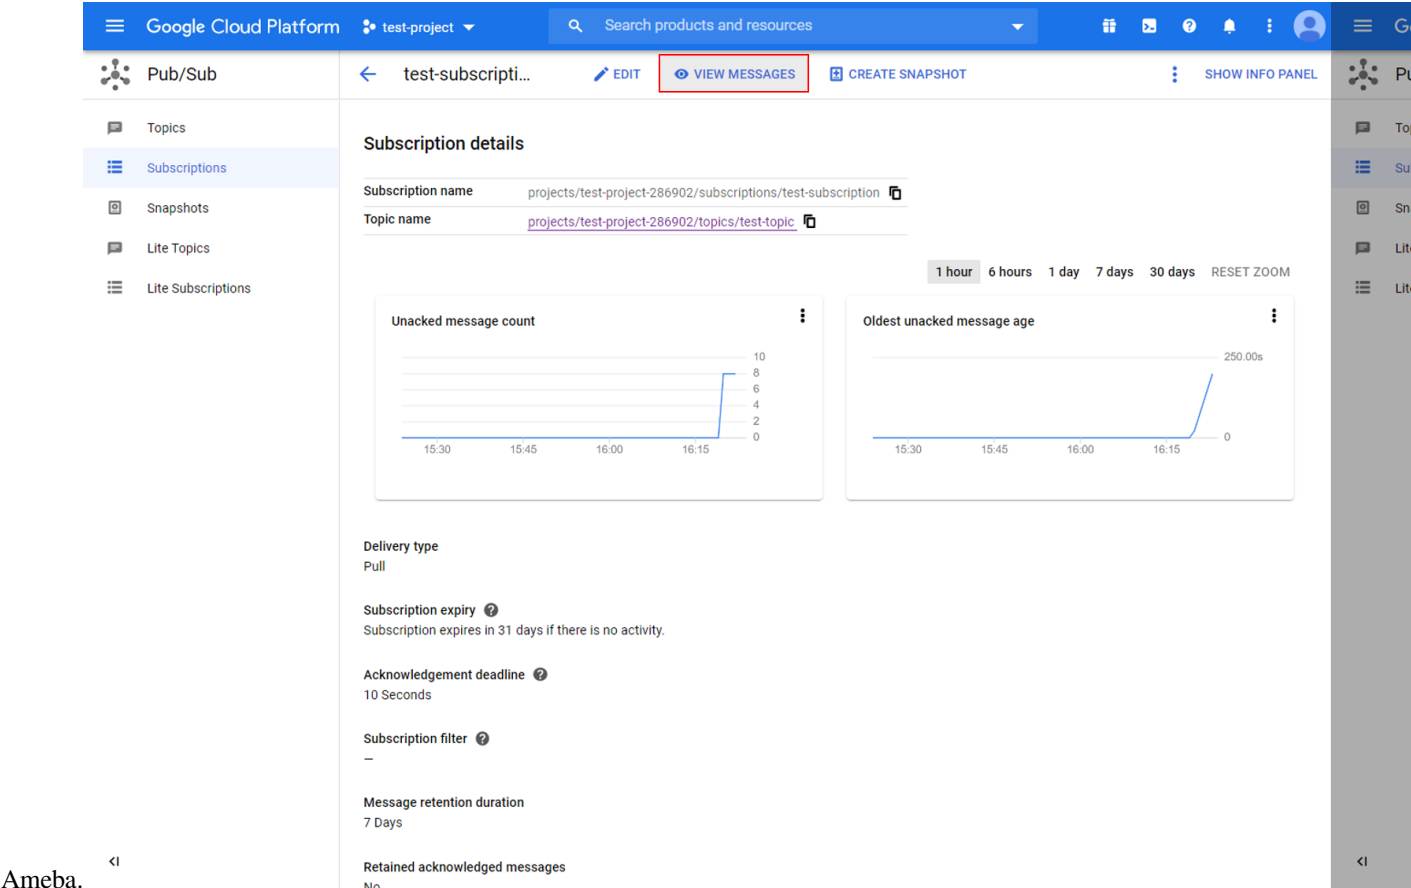 Google Cloud Platform test-project Search products and resources
Pub/Sub
test-subscripti... EDIT VIEW MESSAGES CREATE SNAPSHOT SHOW INFO PANEL
Topics
Subscriptions
Snapshots
Lite Topics
Lite Subscriptions
Subscription details
Subscription name projects/test-project-286902/subscriptions/test-subscription
Topic name projects/test-project-286902/topics/test-topic
1 hour 6 hours 1 day 7 days 30 days RESET ZOOM
Unacked message count
10
8
6
4
2
0
15:30 15:45 16:00 16:15
Oldest unacked message age
250.00s
0
15:30 15:45 16:00 16:15
Delivery type
Pull
Subscription expiry
Subscription expires in 31 days if there is no activity.
Acknowledgement deadline
10 Seconds
Subscription filter
—
Message retention duration
7 Days
Retained acknowledged messages
No
Ameba.